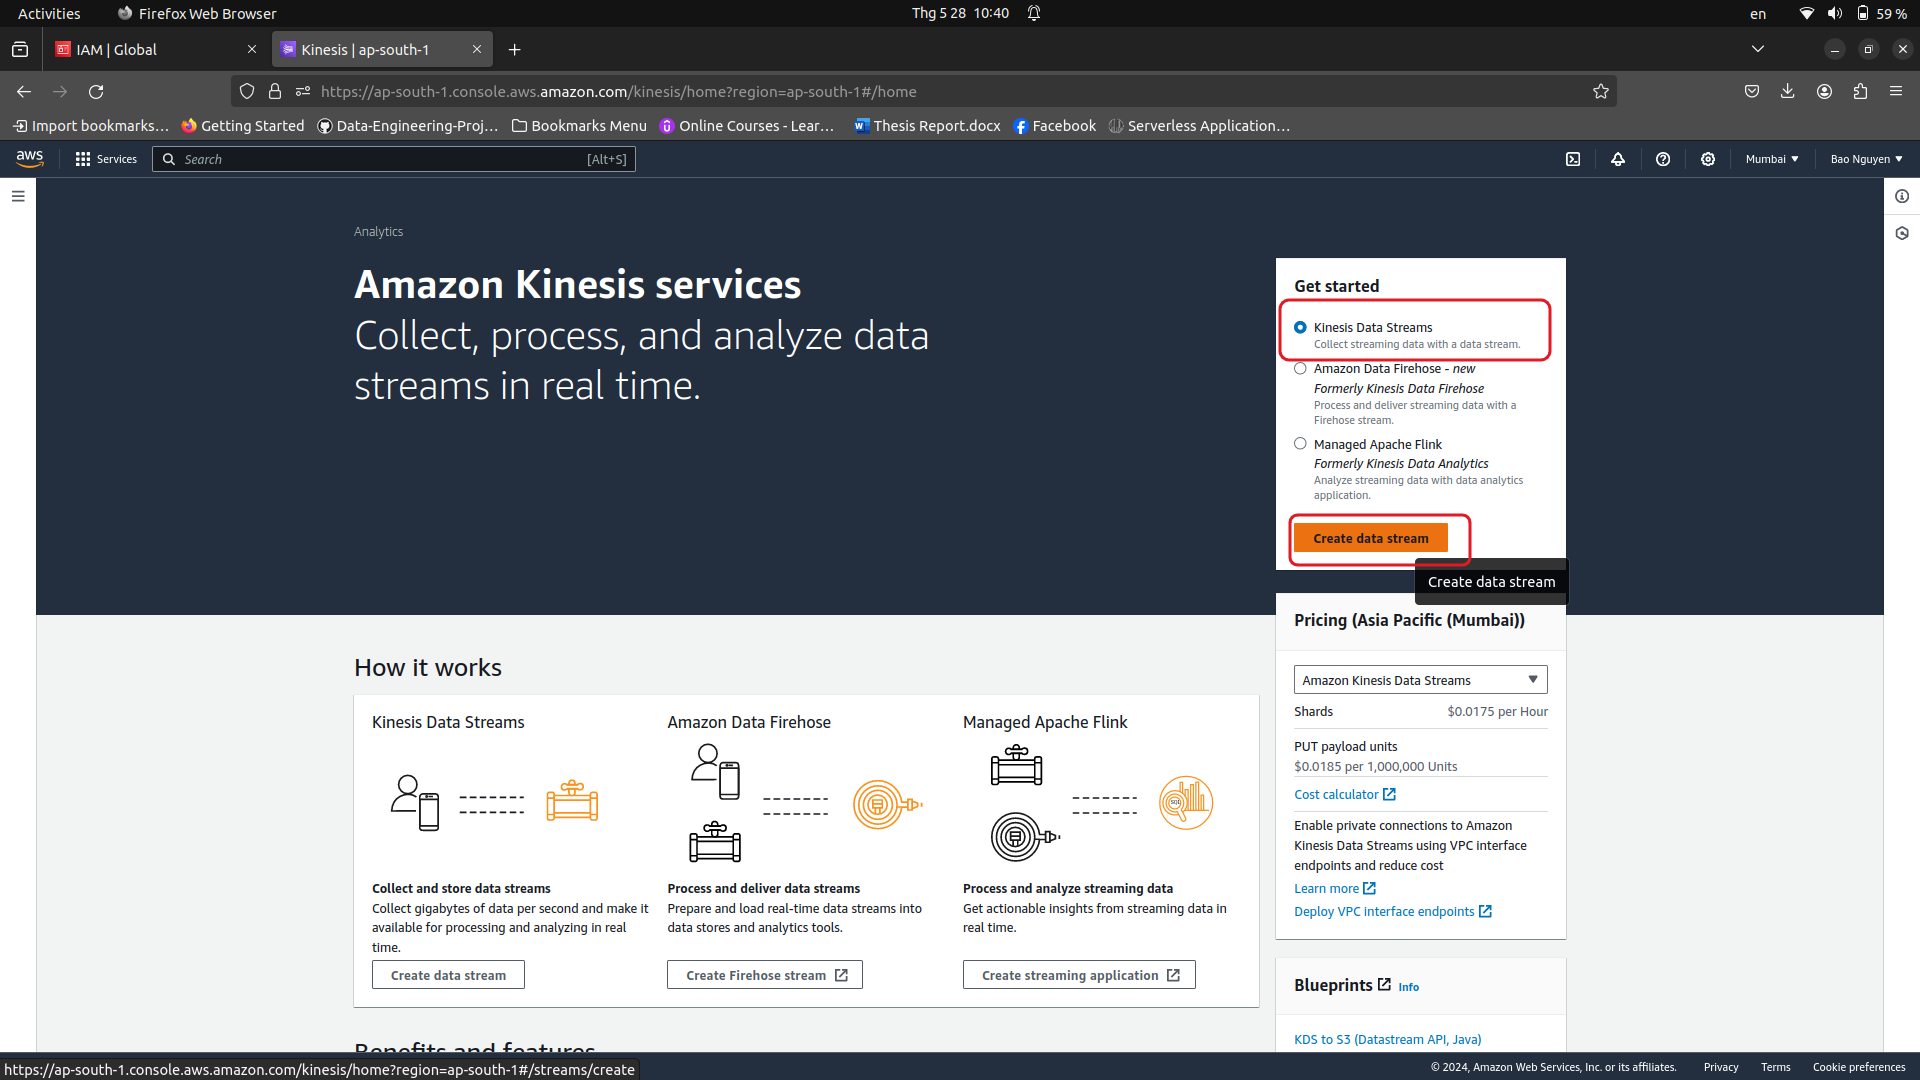 Activities
Firefox Web Browser
Thg 5 28 10:40
en
59 %
IAM | Global
Kinesis | ap-south-1
https://ap-south-1.console.aws.amazon.com/kinesis/home?region=ap-south-1#/home
Import bookmarks...
Getting Started
Data-Engineering-Proj...
Bookmarks Menu
Online Courses - Lear...
Thesis Report.docx
Facebook
Serverless Application...
aws
Services
Search
[Alt+S]
Mumbai
Bao Nguyen
Analytics
Amazon Kinesis services
Collect, process, and analyze data
streams in real time.
Get started
Kinesis Data Streams
Collect streaming data with a data stream.
Amazon Data Firehose - new
Formerly Kinesis Data Firehose
Process and deliver streaming data with a
Firehose stream.
Managed Apache Flink
Formerly Kinesis Data Analytics
Analyze streaming data with data analytics
application.
Create data stream
Create data stream
Pricing (Asia Pacific (Mumbai))
Amazon Kinesis Data Streams
Shards
$0.0175 per Hour
PUT payload units
$0.0185 per 1,000,000 Units
Cost calculator
Enable private connections to Amazon
Kinesis Data Streams using VPC interface
endpoints and reduce cost
Learn more
Deploy VPC interface endpoints
Blueprints
Info
KDS to S3 (Datastream API, Java)
How it works
Kinesis Data Streams
Collect and store data streams
Collect gigabytes of data per second and make it
available for processing and analyzing in real
time.
Create data stream
Amazon Data Firehose
Process and deliver data streams
Prepare and load real-time data streams into
data stores and analytics tools.
Create Firehose stream
Managed Apache Flink
SQL
Process and analyze streaming data
Get actionable insights from streaming data in
real time.
Create streaming application
Benefits and features
https://ap-south-1.console.aws.amazon.com/kinesis/home?region=ap-south-1#/streams/create
© 2024, Amazon Web Services, Inc. or its affiliates.
Privacy
Terms
Cookie preferences